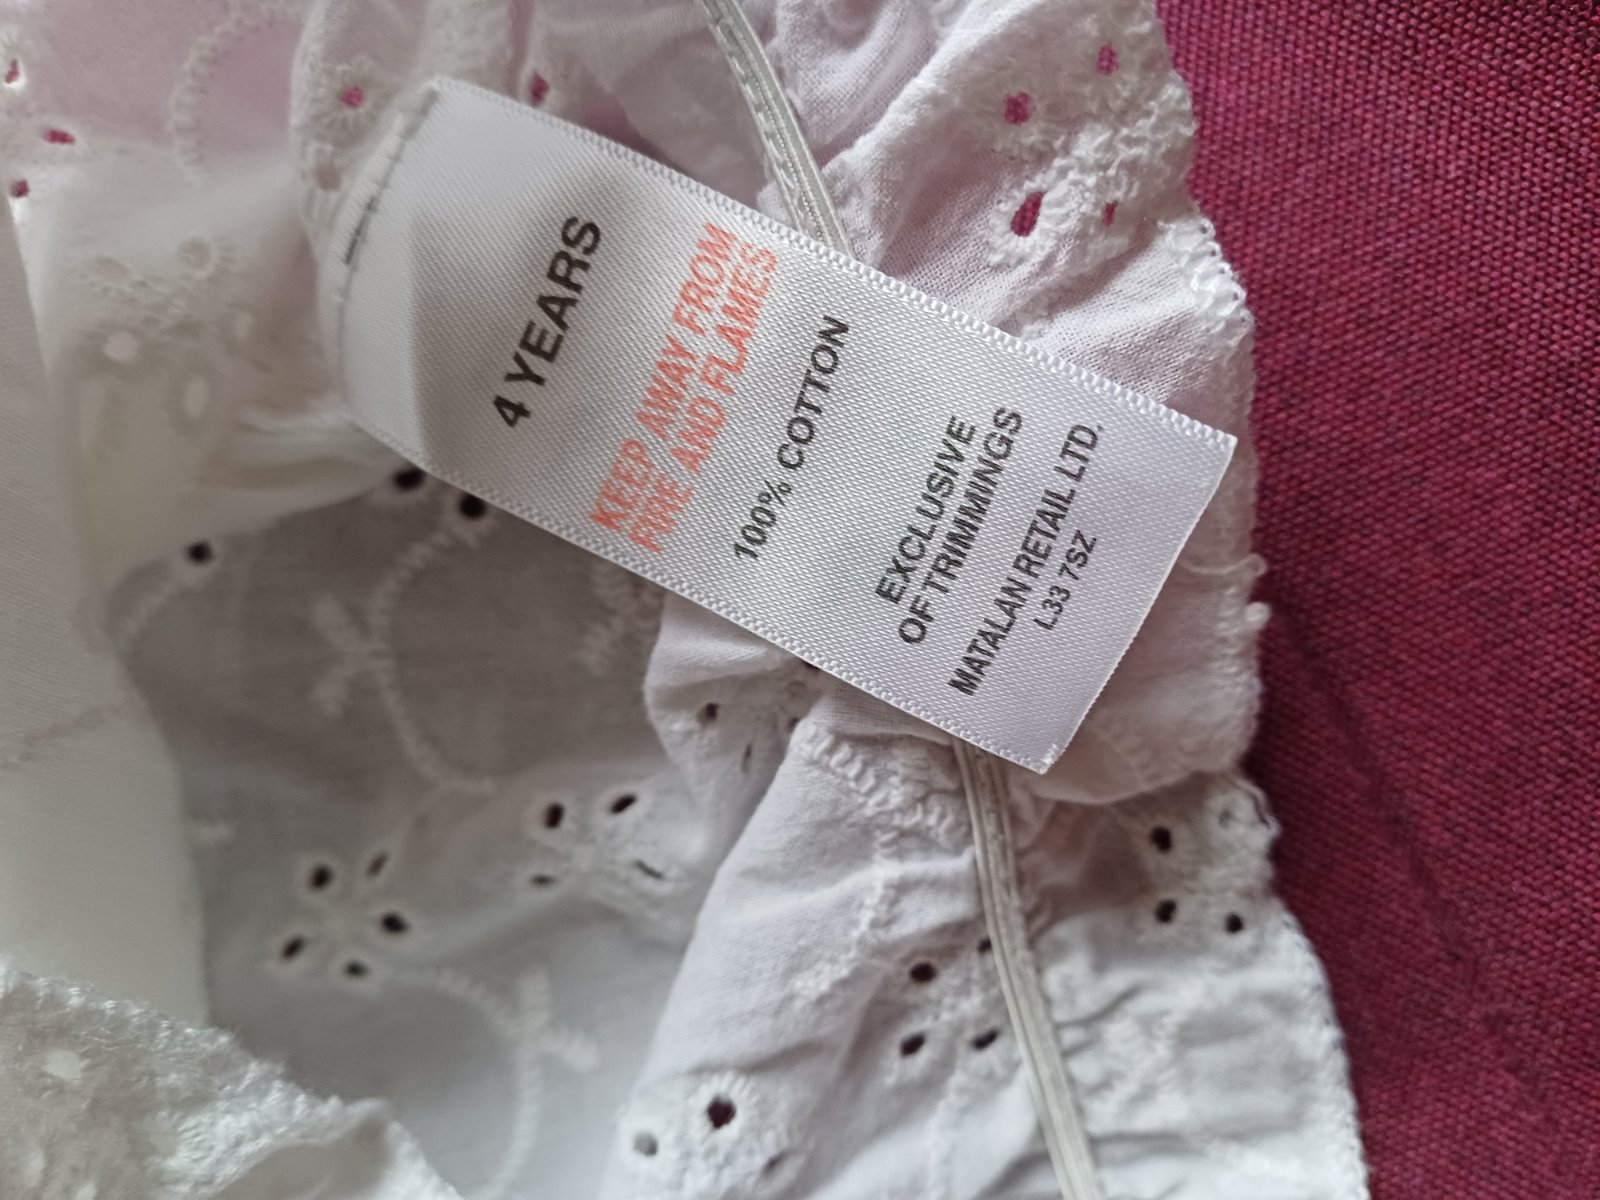 4 YEARS
KEEP AWAY FROM
FIRE AND FLAMES
100% COTTON
EXCLUSIVE
OF TRIMMINGS
MATALAN RETAIL LTD.
L33 7SZ